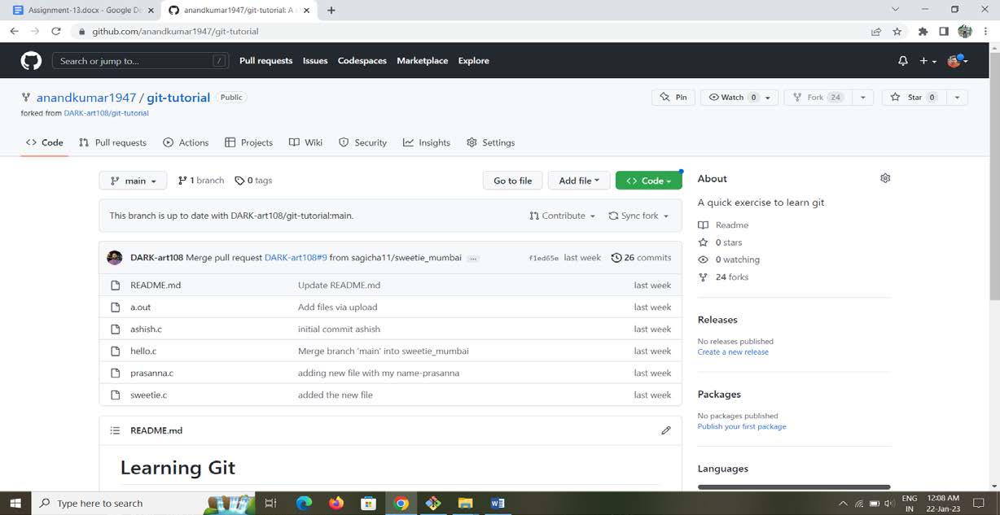 Assignment-13.docx - Google D
anandkumar1947/git-tutorial: A
github.com/anandkumar1947/git-tutorial
Search or jump to... / Pull requests Issues Codespaces Marketplace Explore
anandkumar1947 / git-tutorial Public Pin Watch 0 Fork 24 Star 0
forked from DARK-art108/git-tutorial
Code Pull requests Actions Projects Wiki Security Insights Settings
main 1 branch 0 tags Go to file Add file Code
About
A quick exercise to learn git
This branch is up to date with DARK-art108/git-tutorial:main. Contribute Sync fork
Readme
0 stars
0 watching
24 forks
DARK-art108 Merge pull request DARK-art108#9 from sagicha11/sweetie_mumbai ... f1ed65e last week 26 commits
README.md Update README.md last week
a.out Add files via upload last week
ashish.c initial commit ashish last week
hello.c Merge branch 'main' into sweetie_mumbai last week
prasanna.c adding new file with my name-prasanna last week
sweetie.c added the new file last week
Releases
No releases published
Create a new release
Packages
No packages published
Publish your first package
README.md
Learning Git
Languages
Type here to search
ENG
IN
12:08 AM
22-Jan-23